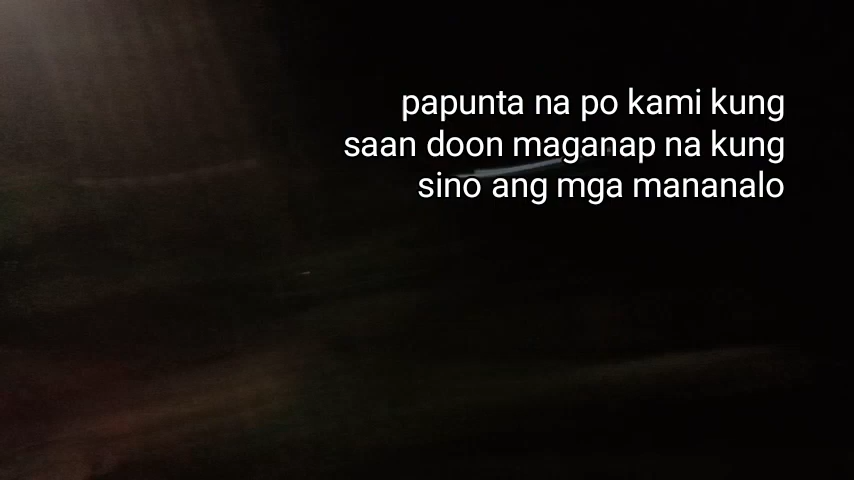 papunta na po kami kung
saan doon maganap na kung
sino ang mga mananalo